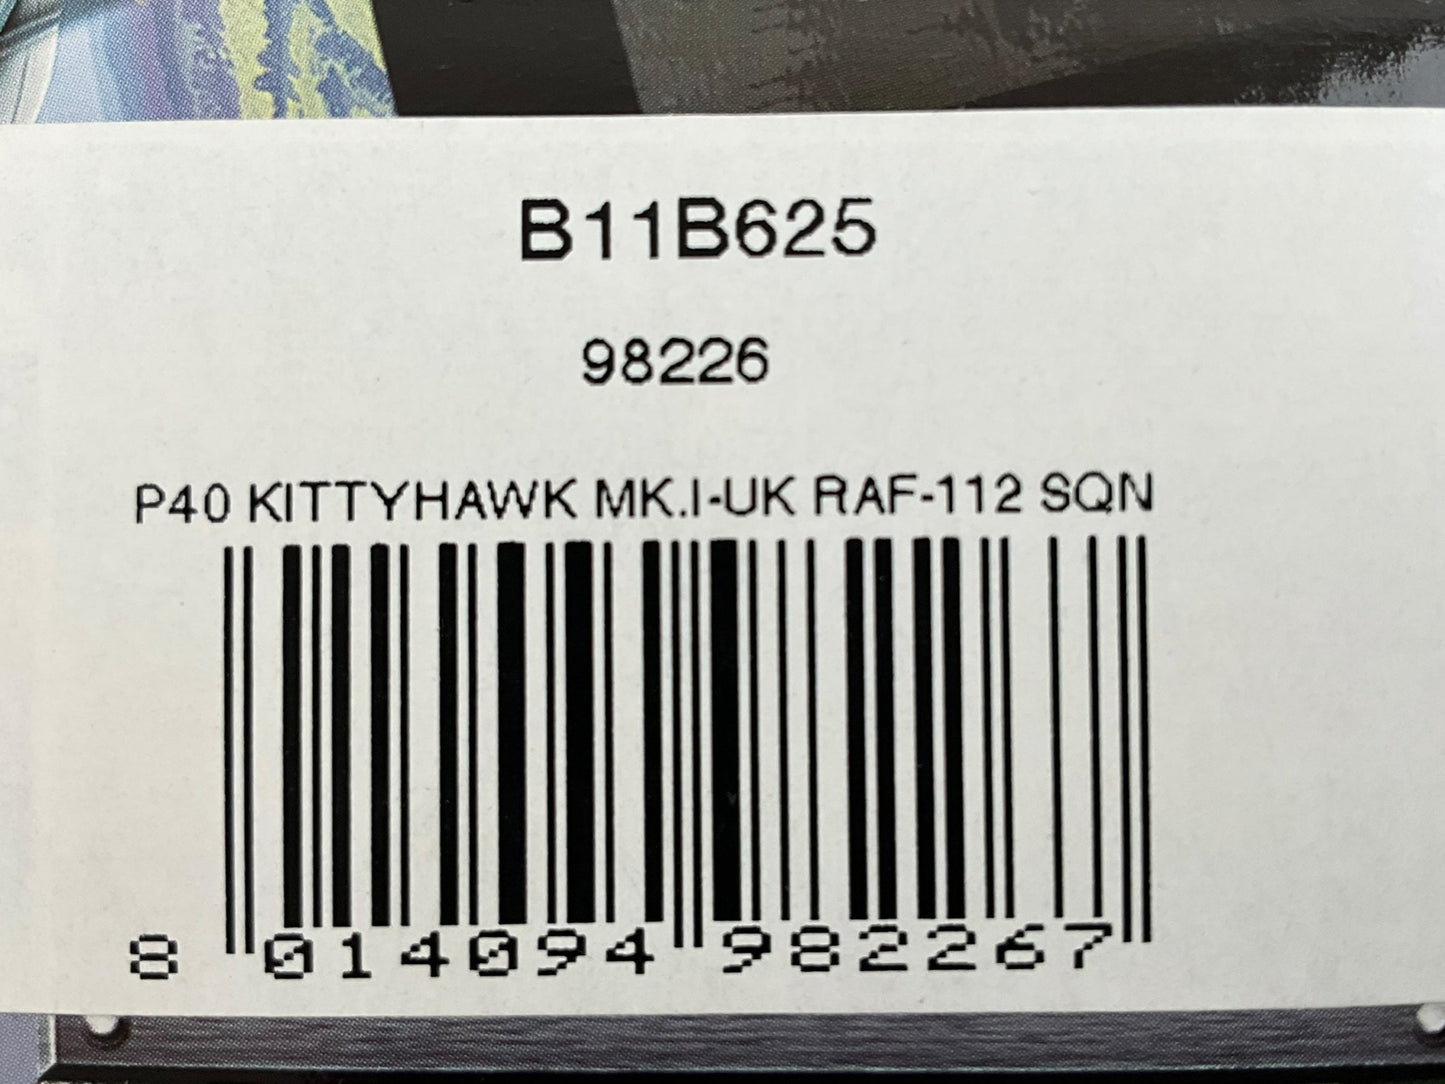 B11B625
98226
P40 KITTYHAWK MK.I-UK RAF-112 SQN
8 014094 982267